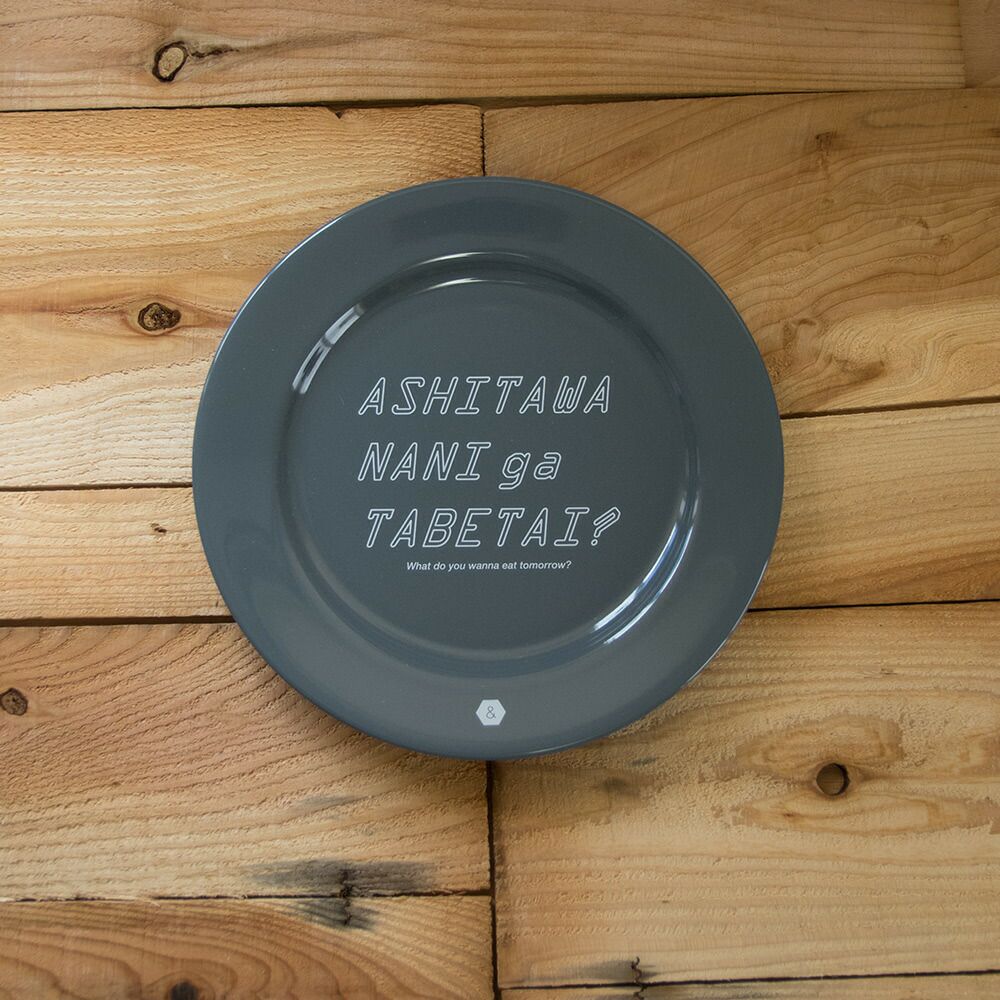 ASHITAWA
NANI ga
TABETAI?
What do you wanna eat tomorrow?
&